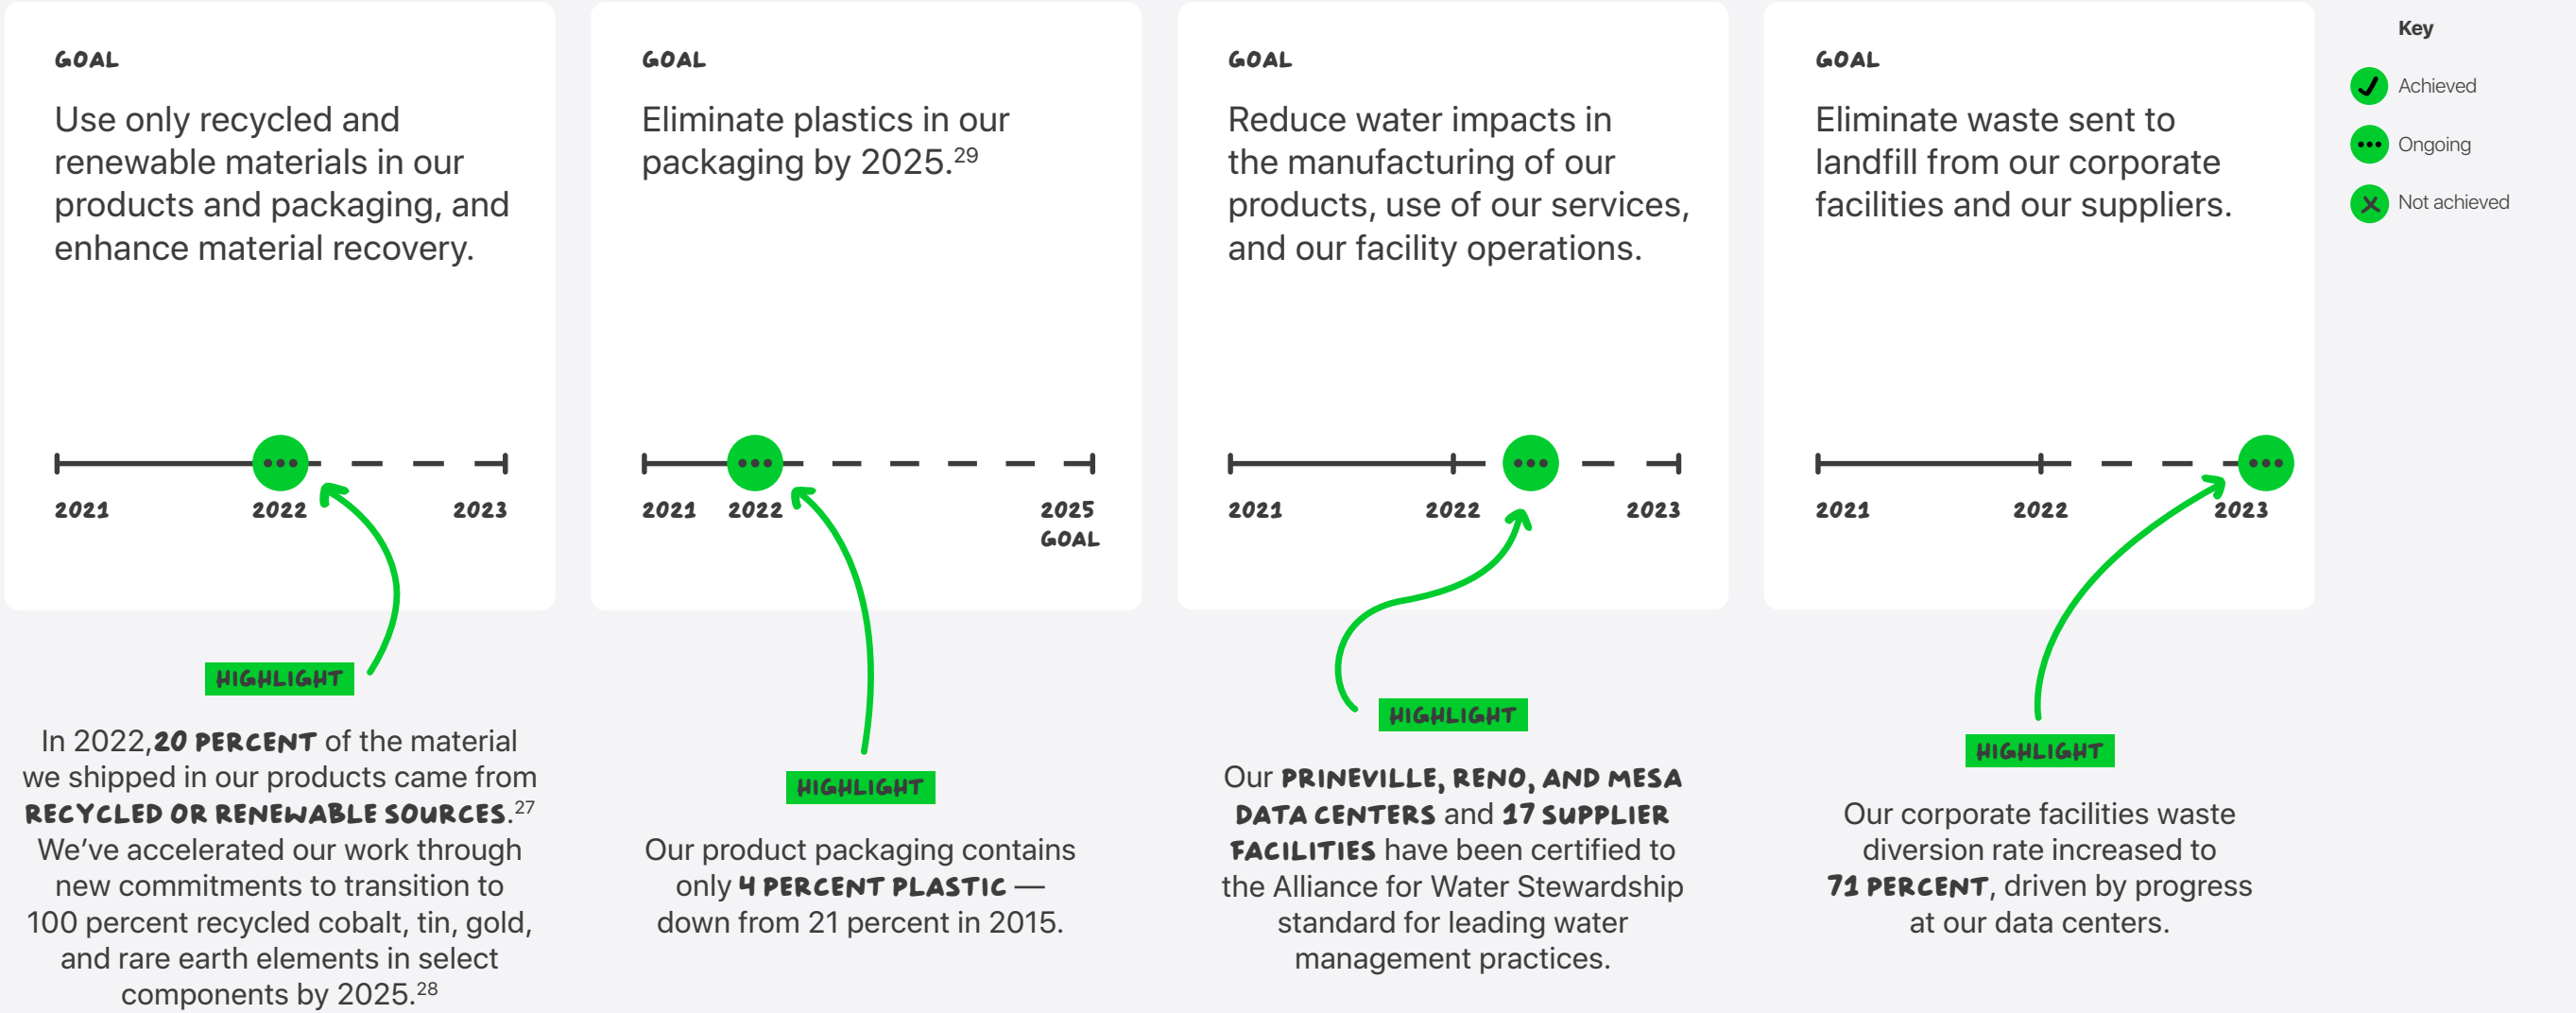 GOAL
Use only recycled and
renewable materials in our
products and packaging, and
enhance material recovery.
2021
2022
2023
HIGHLIGHT
In 2022,20 PERCENT of the material
we shipped in our products came from
RECYCLED OR RENEWABLE SOURCES.27
We’ve accelerated our work through
new commitments to transition to
100 percent recycled cobalt, tin, gold,
and rare earth elements in select
components by 2025.28
GOAL
Eliminate plastics in our
packaging by 2025.29
2021
2022
2025
GOAL
HIGHLIGHT
Our product packaging contains
only 4 PERCENT PLASTIC —
down from 21 percent in 2015.
GOAL
Reduce water impacts in
the manufacturing of our
products, use of our services,
and our facility operations.
2021
2022
2023
HIGHLIGHT
Our PRINEVILLE, RENO, AND MESA
DATA CENTERS and 17 SUPPLIER
FACILITIES have been certified to
the Alliance for Water Stewardship
standard for leading water
management practices.
GOAL
Eliminate waste sent to
landfill from our corporate
facilities and our suppliers.
2021
2022
2023
HIGHLIGHT
Our corporate facilities waste
diversion rate increased to
71 PERCENT, driven by progress
at our data centers.
Key
Achieved
Ongoing
Not achieved